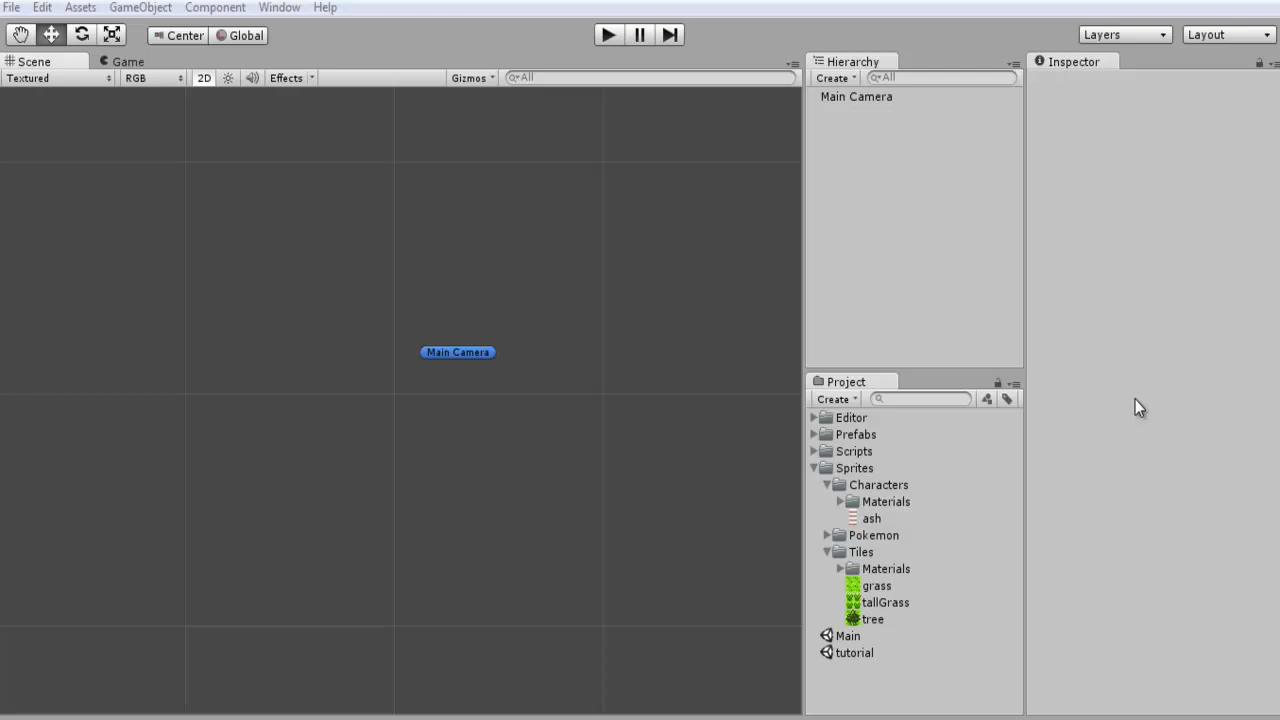 File Edit Assets GameObject Component Window Help
Center Global Layers Layout
Scene Game Hierarchy Inspector
Textured RGB 2D Effects Gizmos All Create All
Main Camera
Main Camera
Project
Create
Editor
Prefabs
Scripts
Sprites
Characters
Materials
ash
Pokemon
Tiles
Materials
grass
tallGrass
tree
Main
tutorial